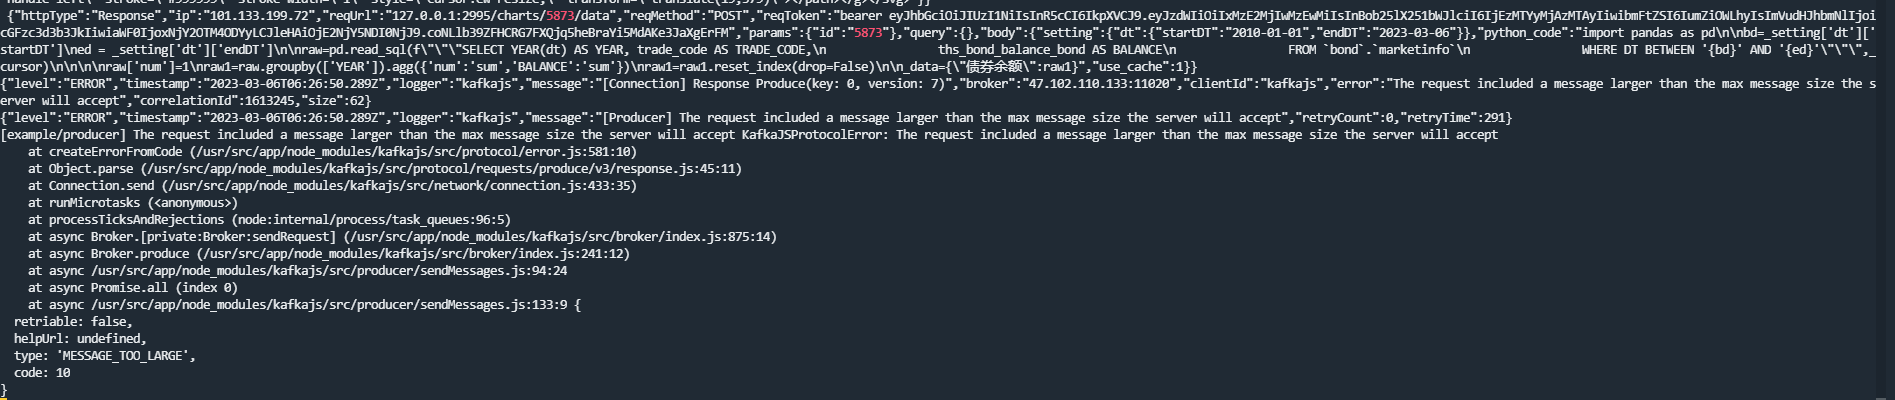 {"httpType":"Response","ip":"101.133.199.72","reqUrl":"127.0.0.1:2995/charts/5873/data","reqMethod":"POST","reqToken":"bearer
"params":{"id":"5873"},"query":{},"body":{"setting":{"dt":{"startDT":"2010-01-01","endDT":"2023-03-06"}},"python_code":"import pandas as pd\n\nbd=_setting['dt']['
startDT']\ned = _setting['dt']['endDT']\n\nraw=pd.read_sql(f\"\"\"SELECT YEAR(dt) AS YEAR, trade_code AS TRADE_CODE,\n ths_bond_balance_bond AS BALANCE\n FROM `bond`.`marketinfo`\n WHERE DT BETWEEN '{bd}' AND '{ed}'\"\"\",_
cursor)\n\n\n\nraw['num']=1\nraw1=raw.groupby(['YEAR']).agg({'num':'sum','BALANCE':'sum'})\nraw1=raw1.reset_index(drop=False)\n\n_data={\"债券余额\":raw1}","use_cache":1}}
{"level":"ERROR","timestamp":"2023-03-06T06:26:50.289Z","logger":"kafkajs","message":"[Connection] Response Produce(key: 0, version: 7)","broker":"47.102.110.133:11020","clientId":"kafkajs","error":"The request included a message larger than the max message size the s
erver will accept","correlationId":1613245,"size":62}
{"level":"ERROR","timestamp":"2023-03-06T06:26:50.289Z","logger":"kafkajs","message":"[Producer] The request included a message larger than the max message size the server will accept","retryCount":0,"retryTime":291}
[example/producer] The request included a message larger than the max message size the server will accept KafkaJSProtocolError: The request included a message larger than the max message size the server will accept
at createErrorFromCode (/usr/src/app/node_modules/kafkajs/src/protocol/error.js:581:10)
at Object.parse (/usr/src/app/node_modules/kafkajs/src/protocol/requests/produce/v3/response.js:45:11)
at Connection.send (/usr/src/app/node_modules/kafkajs/src/network/connection.js:433:35)
at runMicrotasks (<anonymous>)
at processTicksAndRejections (node:internal/process/task_queues:96:5)
at async Broker.[private:Broker:sendRequest] (/usr/src/app/node_modules/kafkajs/src/broker/index.js:875:14)
at async Broker.produce (/usr/src/app/node_modules/kafkajs/src/broker/index.js:241:12)
at async /usr/src/app/node_modules/kafkajs/src/producer/sendMessages.js:94:24
at async Promise.all (index 0)
at async /usr/src/app/node_modules/kafkajs/src/producer/sendMessages.js:133:9 {
retriable: false,
helpUrl: undefined,
type: 'MESSAGE_TOO_LARGE',
code: 10
}